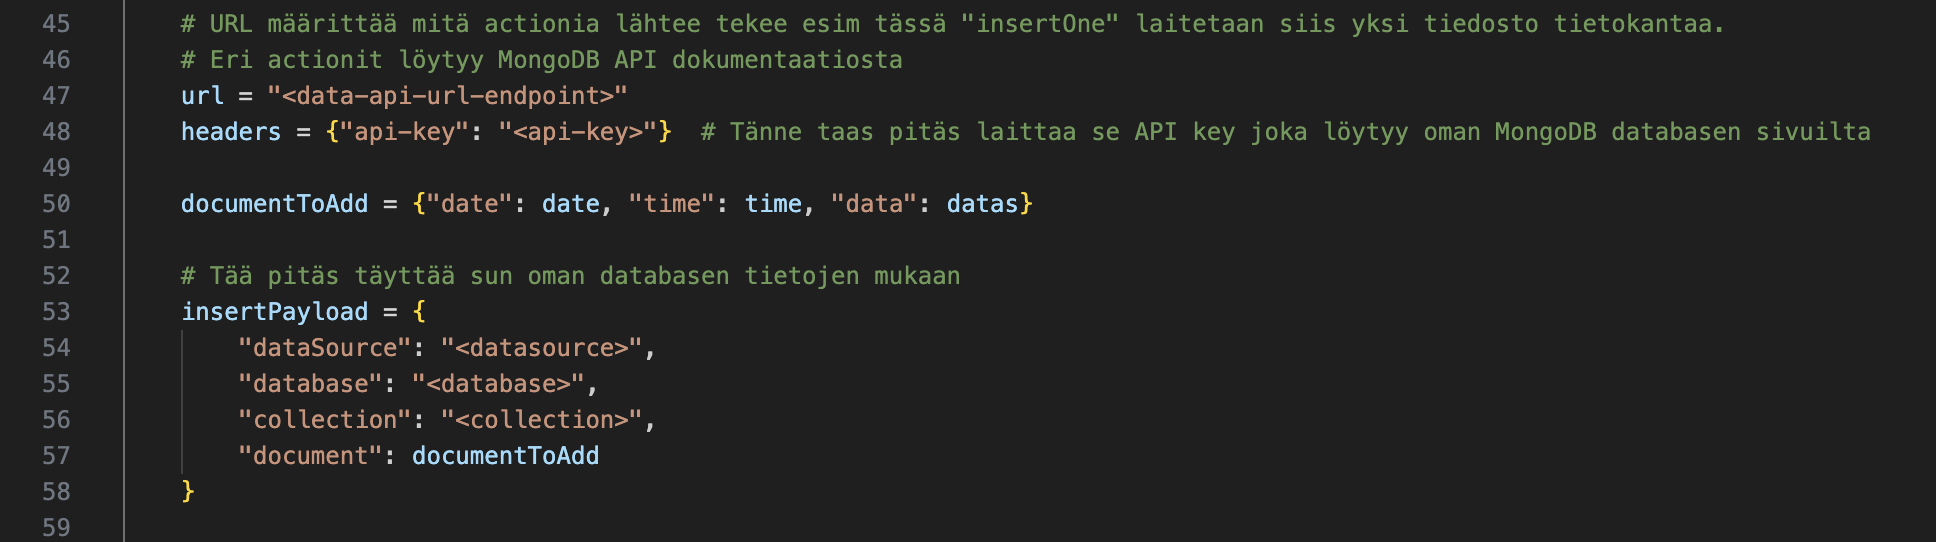 45 # URL määrittää mitä actionia lähtee tekee esim tässä "insertOne" laitetaan siis yksi tiedosto tietokantaa.
46 # Eri actionit löytyy MongoDB API dokumentaatiosta
47 url = "<data-api-url-endpoint>"
48 headers = {"api-key": "<api-key>"}  # Tänne taas pitäs laittaa se API key joka löytyy oman MongoDB databasen sivuilta
49
50 documentToAdd = {"date": date, "time": time, "data": datas}
51
52 # Tää pitäs täyttää sun oman databasen tietojen mukaan
53 insertPayload = {
54     "dataSource": "<datasource>",
55     "database": "<database>",
56     "collection": "<collection>",
57     "document": documentToAdd
58 }
59